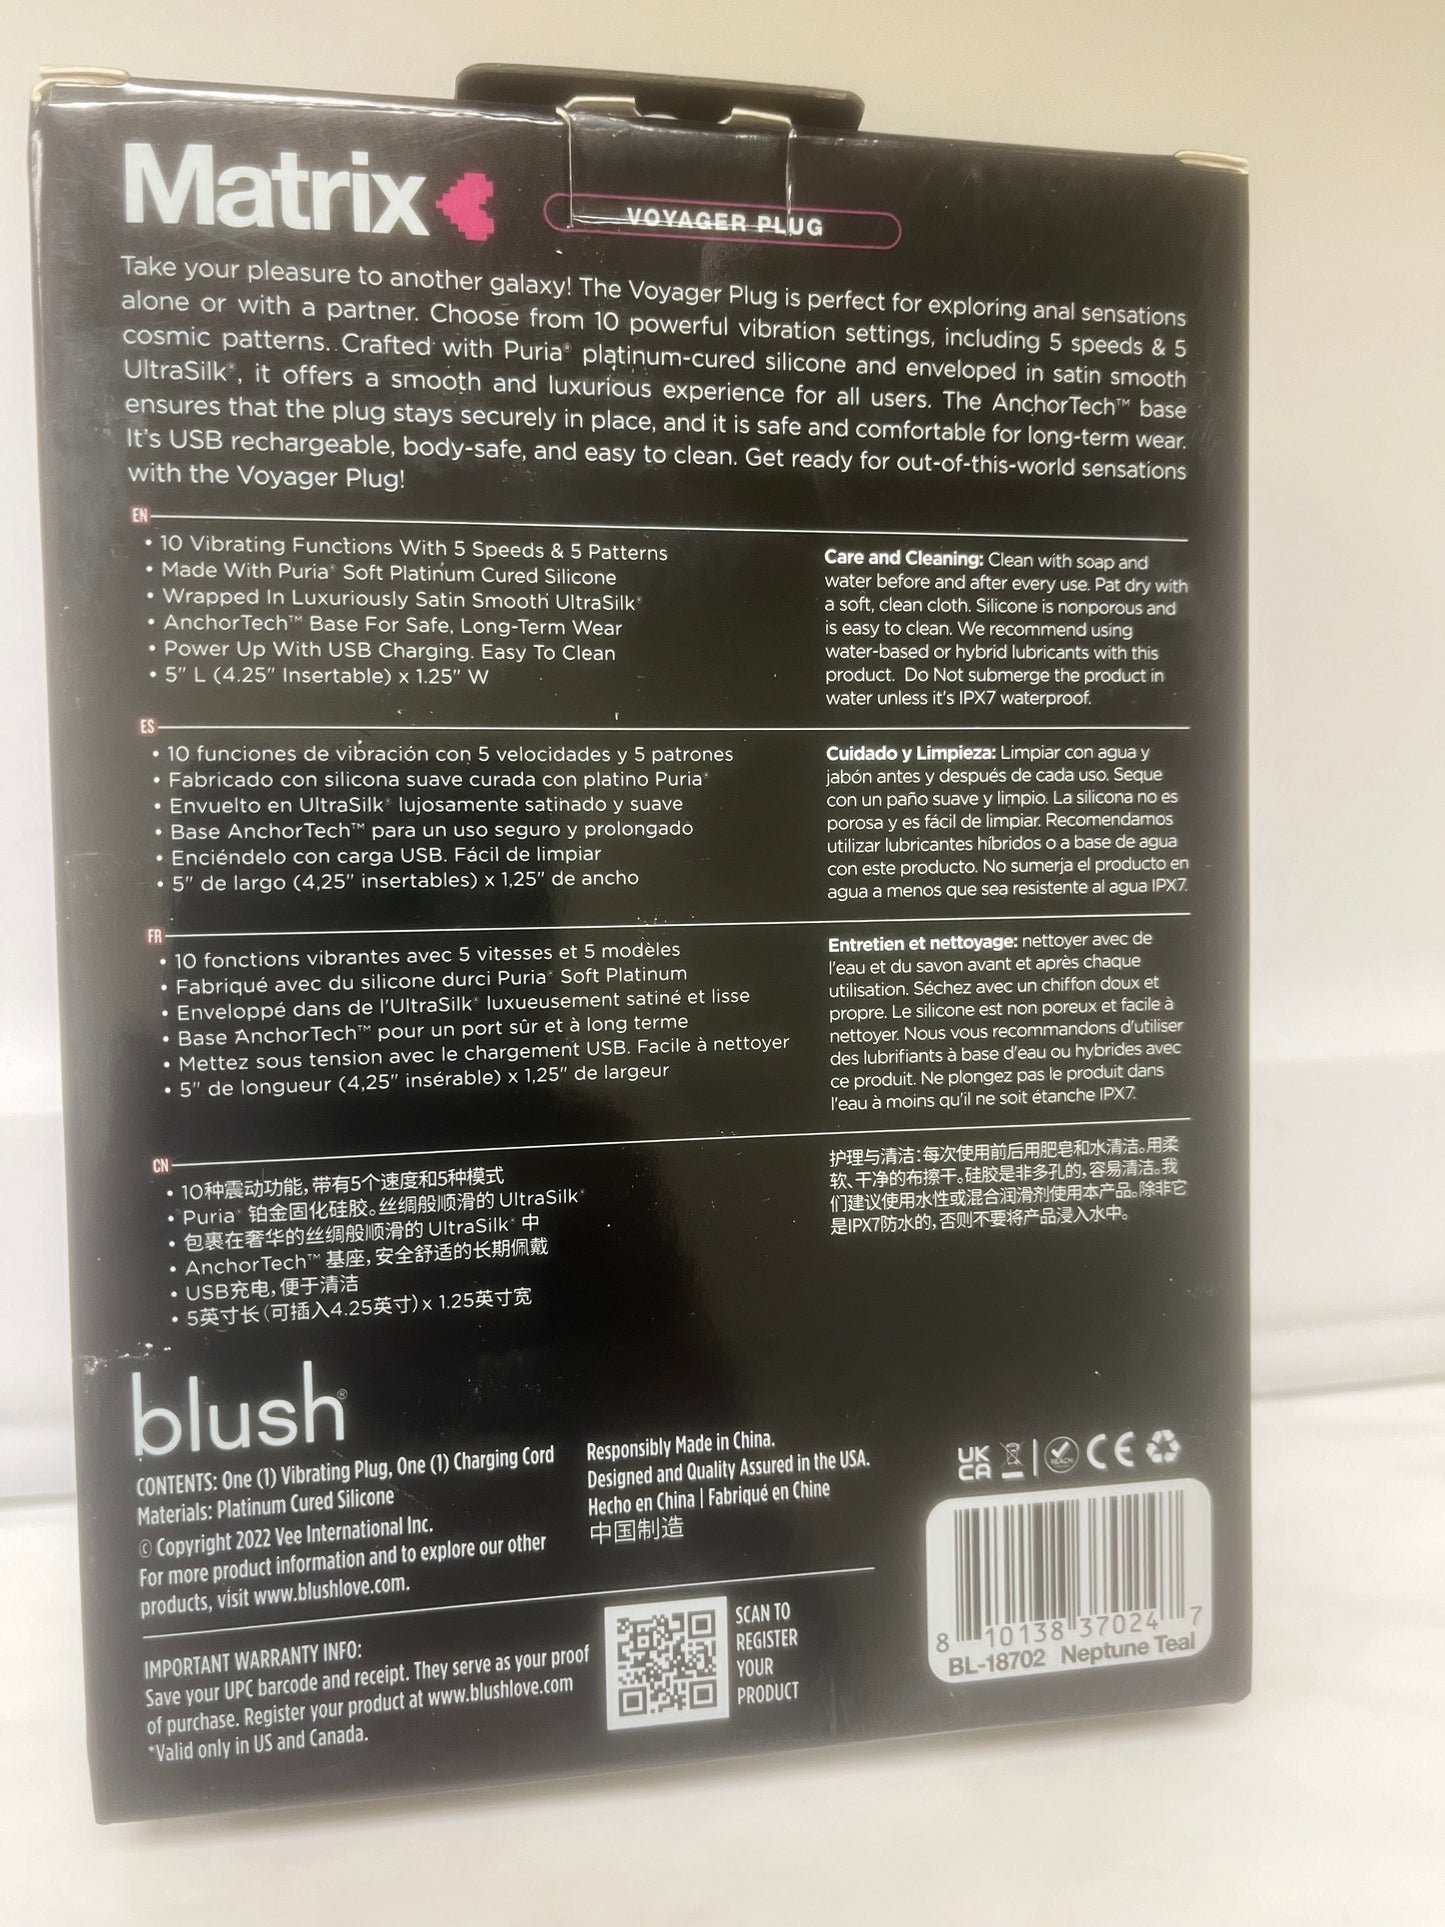 Matrix
VOYAGER PLUG
Take your pleasure to another galaxy! The Voyager Plug is perfect for exploring anal sensations
alone or with a partner. Choose from 10 powerful vibration settings, including 5 speeds & 5
cosmic patterns. Crafted with Puria® platinum-cured silicone and enveloped in satin smooth
UltraSilk®, it offers a smooth and luxurious experience for all users. The AnchorTech™ base
ensures that the plug stays securely in place, and it is safe and comfortable for long-term wear.
It's USB rechargeable, body-safe, and easy to clean. Get ready for out-of-this-world sensations
with the Voyager Plug!
EN
• 10 Vibrating Functions With 5 Speeds & 5 Patterns
• Made With Puria® Soft Platinum Cured Silicone
• Wrapped In Luxuriously Satin Smooth UltraSilk®
• AnchorTech™ Base For Safe, Long-Term Wear
• Power Up With USB Charging. Easy To Clean
• 5" L (4.25" Insertable) x 1.25" W
Care and Cleaning: Clean with soap and
water before and after every use. Pat dry with
a soft, clean cloth. Silicone is nonporous and
is easy to clean. We recommend using
water-based or hybrid lubricants with this
product. Do Not submerge the product in
water unless it's IPX7 waterproof.
ES
• 10 funciones de vibración con 5 velocidades y 5 patrones
• Fabricado con silicona suave curada con platino Puria®
• Envuelto en UltraSilk® lujosamente satinado y suave
• Base AnchorTech™ para un uso seguro y prolongado
• Enciéndelo con carga USB. Fácil de limpiar
• 5" de largo (4,25" insertables) x 1,25" de ancho
Cuidado y Limpieza: Limpiar con agua y
jabón antes y después de cada uso. Seque
con un paño suave y limpio. La silicona no es
porosa y es fácil de limpiar. Recomendamos
utilizar lubricantes híbridos o a base de agua
con este producto. No sumerja el producto en
agua a menos que sea resistente al agua IPX7.
FR
• 10 fonctions vibrantes avec 5 vitesses et 5 modèles
• Fabriqué avec du silicone durci Puria® Soft Platinum
• Enveloppé dans de l'UltraSilk® luxueusement satiné et lisse
• Base AnchorTech™ pour un port sûr et à long terme
• Mettez sous tension avec le chargement USB. Facile à nettoyer
• 5" de longueur (4,25" insérable) x 1,25" de largeur
Entretien et nettoyage: nettoyer avec de
l'eau et du savon avant et après chaque
utilisation. Séchez avec un chiffon doux et
propre. Le silicone est non poreux et facile à
nettoyer. Nous vous recommandons d'utiliser
des lubrifiants à base d'eau ou hybrides avec
ce produit. Ne plongez pas le produit dans
l'eau à moins qu'il ne soit étanche IPX7.
CN
• 10种震动功能，带有5个速度和5种模式
• Puria® 铂金固化硅胶。丝绸般顺滑的 UltraSilk®
• 包裹在奢华的丝绸般顺滑的 UltraSilk® 中
• AnchorTech™ 基座，安全舒适的长期佩戴
• USB充电，便于清洁
• 5英寸长（可插入4.25英寸）x 1.25英寸宽
护理与清洁：每次使用前后用肥皂和水清洁。用柔
软、干净的布擦干。硅胶是非多孔的，容易清洁。我
们建议使用水性或混合润滑剂使用本产品。除非它
是IPX7防水的，否则不要将产品浸入水中。
blush®
CONTENTS: One (1) Vibrating Plug, One (1) Charging Cord
Materials: Platinum Cured Silicone
© Copyright 2022 Vee International Inc.
For more product information and to explore our other
products, visit www.blushlove.com.
Responsibly Made in China.
Designed and Quality Assured in the USA.
Hecho en China | Fabriqué en Chine
中国制造
UK
CA
REACH
CE
IMPORTANT WARRANTY INFO:
Save your UPC barcode and receipt. They serve as your proof
of purchase. Register your product at www.blushlove.com
*Valid only in US and Canada.
SCAN TO
REGISTER
YOUR
PRODUCT
8 10138 37024 7
BL-18702 Neptune Teal